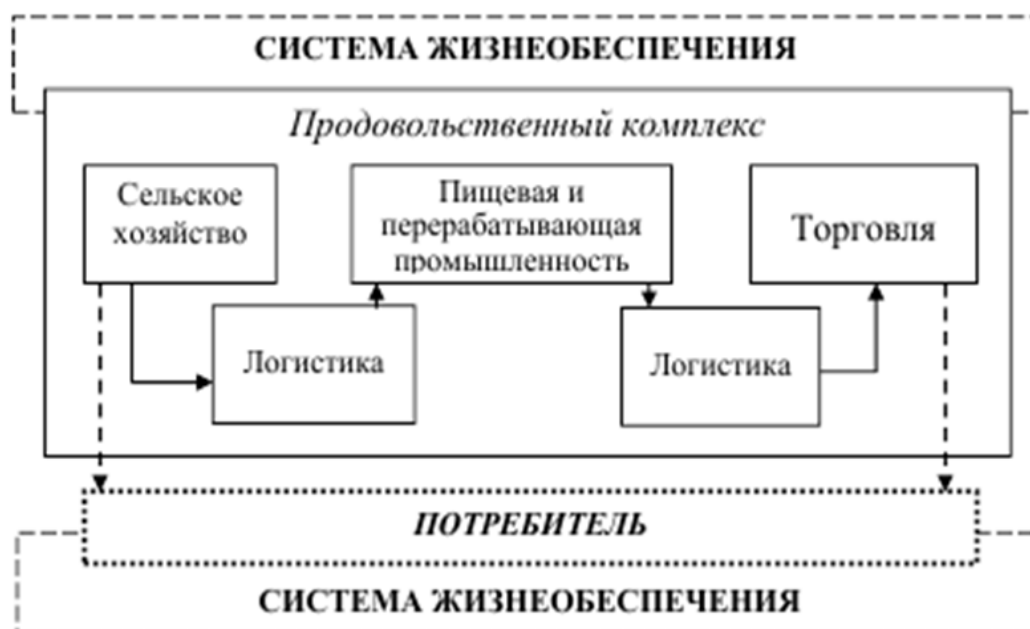 СИСТЕМА ЖИЗНЕОБЕСПЕЧЕНИЯ
Продовольственный комплекс
Сельское
хозяйство
Пищевая и
перерабатывающая
промышленность
Торговля
Логистика
Логистика
ПОТРЕБИТЕЛЬ
СИСТЕМА ЖИЗНЕОБЕСПЕЧЕНИЯ